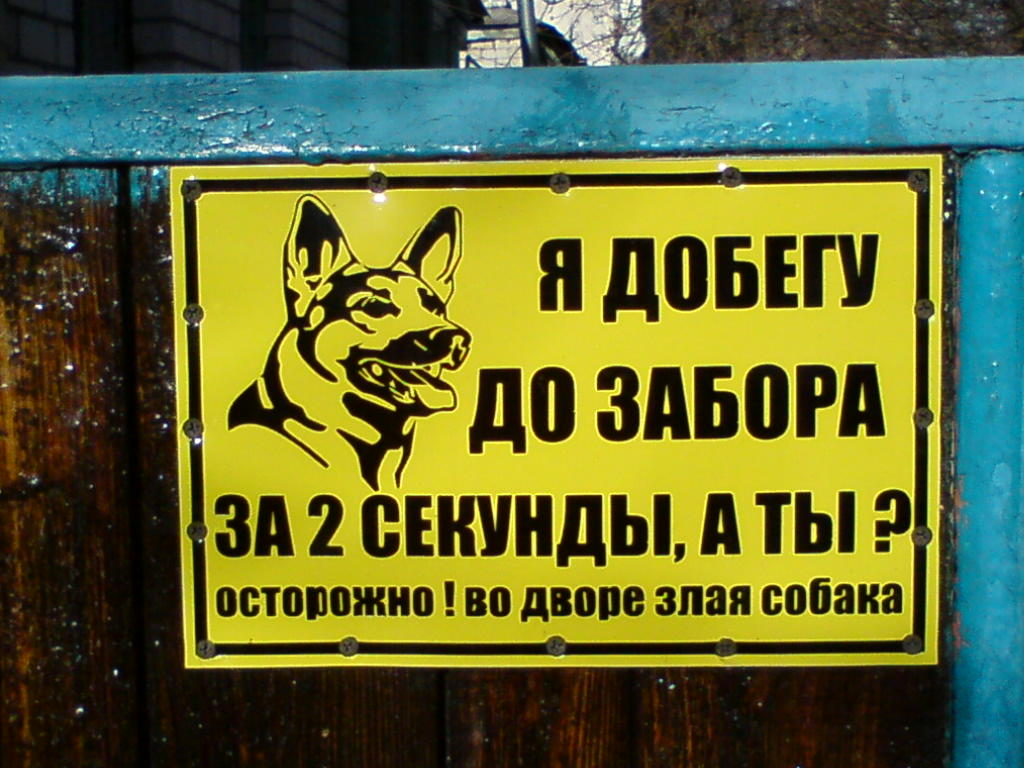 Я ДОБЕГУ
ДО ЗАБОРА
ЗА 2 СЕКУНДЫ, А ТЫ ?
осторожно ! во дворе злая собака